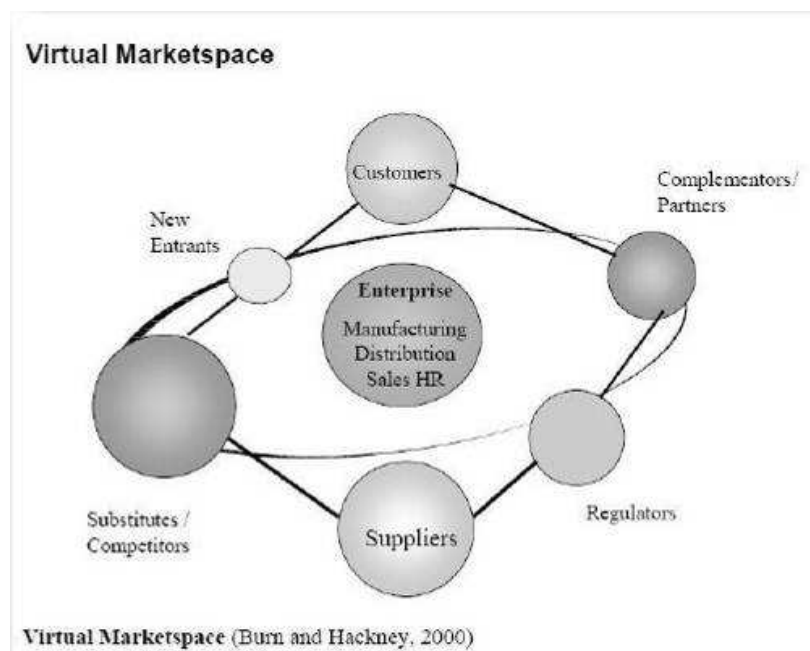 Virtual Marketspace
Customers
Complementors/
Partners
New
Entrants
Enterprise
Manufacturing
Distribution
Sales HR
Substitutes /
Competitors
Suppliers
Regulators
Virtual Marketspace (Burn and Hackney, 2000)